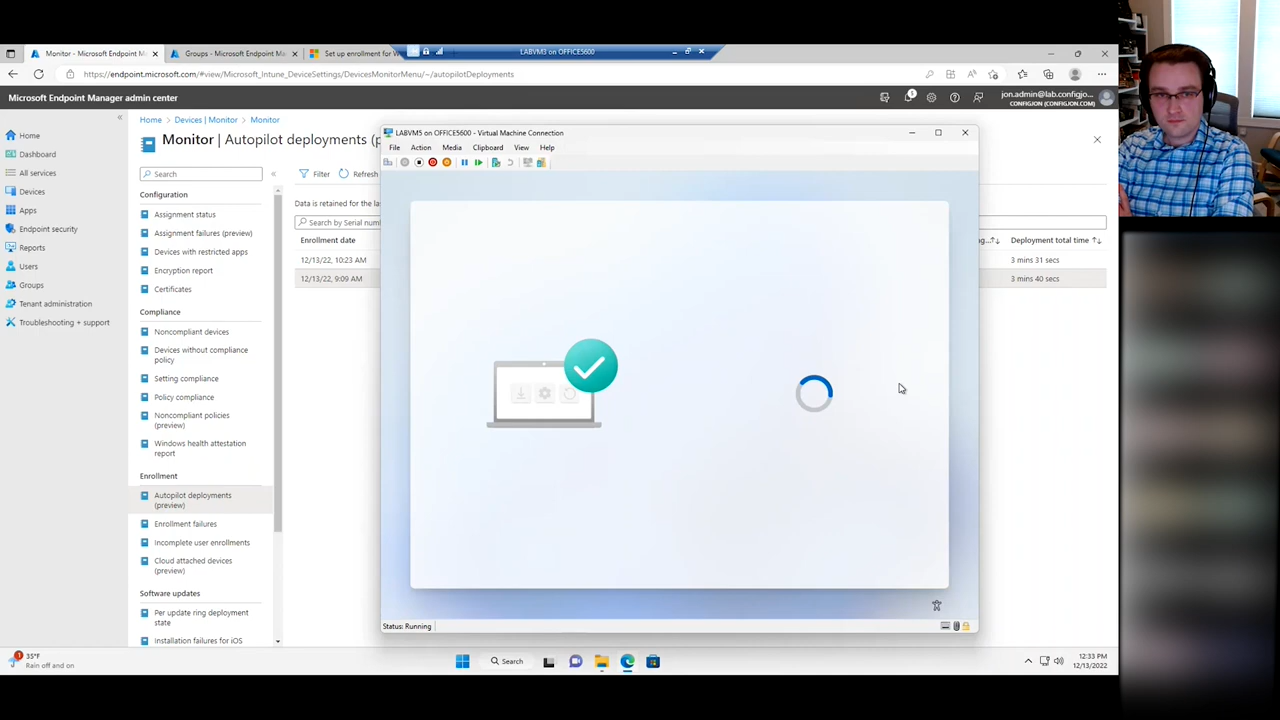 Monitor - Microsoft Endpoint M
Groups - Microsoft Endpoint Ma
Set up enrollment for W
LABVM3 on OFFICE5600
https://endpoint.microsoft.com/#view/Microsoft_Intune_DeviceSettings/DevicesMonitorMenu/~/autopilotDeployments
Microsoft Endpoint Manager admin center
1
jon.admin@lab.configjo...
CONFIGJON (CONFIGJON.COM)
Home
Dashboard
All services
Devices
Apps
Endpoint security
Reports
Users
Groups
Tenant administration
Troubleshooting + support
Home > Devices | Monitor > Monitor
Monitor | Autopilot deployments (p
Search
Configuration
Assignment status
Assignment failures (preview)
Devices with restricted apps
Encryption report
Certificates
Compliance
Noncompliant devices
Devices without compliance
policy
Setting compliance
Policy compliance
Noncompliant policies
(preview)
Windows health attestation
report
Enrollment
Autopilot deployments
(preview)
Enrollment failures
Incomplete user enrollments
Cloud attached devices
(preview)
Software updates
Per update ring deployment
state
Installation failures for iOS
Filter
Refresh
Data is retained for the las
Search by Serial numb
Enrollment date
Deployment total time
12/13/22, 10:23 AM
3 mins 31 secs
12/13/22, 9:09 AM
3 mins 40 secs
LABVM5 on OFFICE5600 - Virtual Machine Connection
File Action Media Clipboard View Help
Status: Running
1
35°F
Rain off and on
Search
12:33 PM
12/13/2022